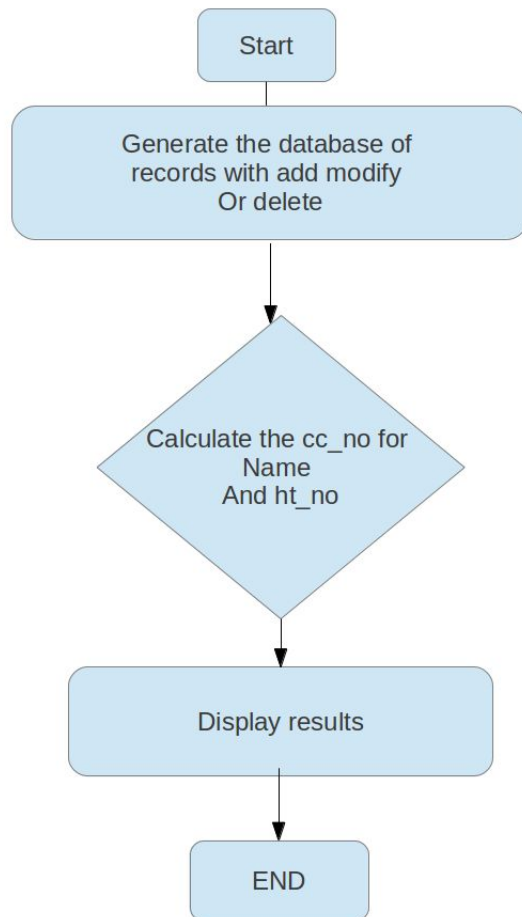 Start
Generate the database of
records with add modify
Or delete
Calculate the cc_no for
Name
And ht_no
Display results
END